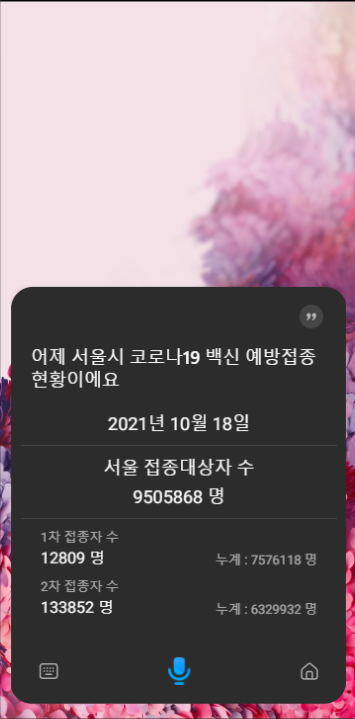 어제 서울시 코로나19 백신 예방접종
현황이에요
2021년 10월 18일
서울 접종대상자 수
9505868 명
1차 접종자 수
12809 명
누계 : 7576118 명
2차 접종자 수
133852 명
누계 : 6329932 명